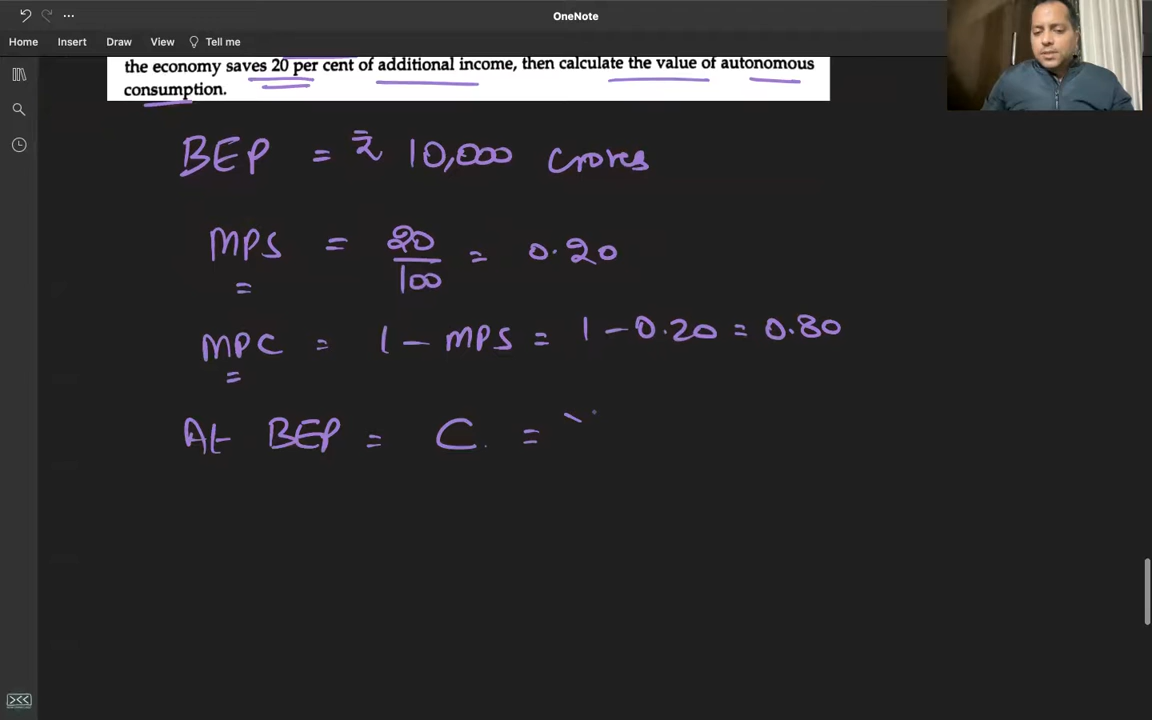 OneNote
Home Insert Draw View Tell me
the economy saves 20 per cent of additional income, then calculate the value of autonomous
consumption.
BEP = ₹ 10,000 crores
MPS = 20/100 = 0.20
MPC = 1 - MPS = 1 - 0.20 = 0.80
At BEP = C. =